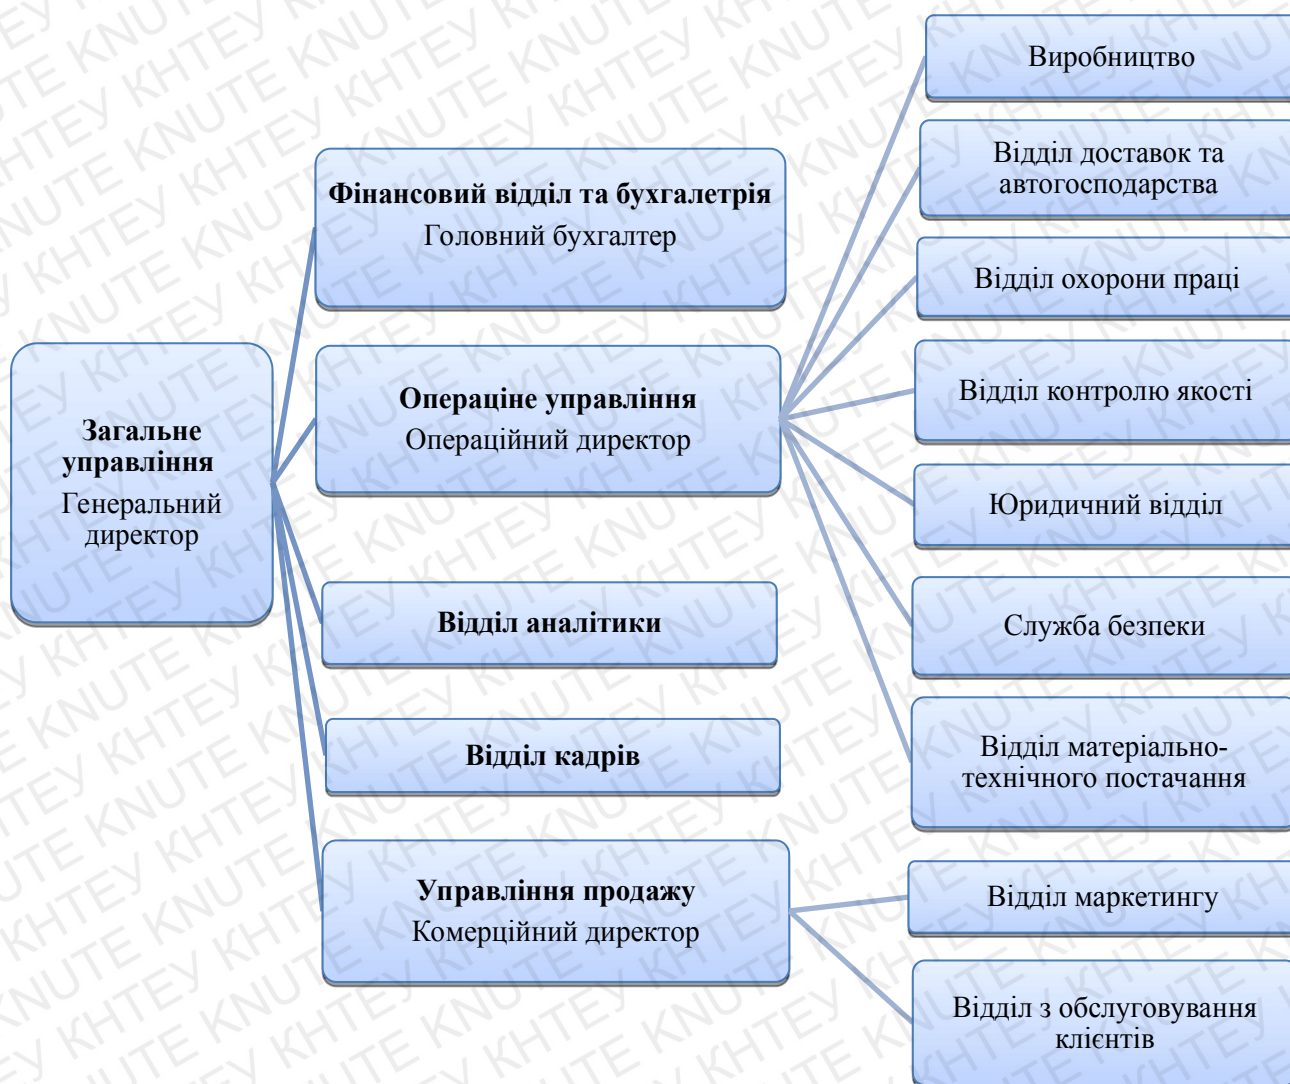 Загальне
управління
Генеральний
директор
Фінансовий відділ та бухгалетрія
Головний бухгалтер
Операціне управління
Операційний директор
Відділ аналітики
Відділ кадрів
Управління продажу
Комерційний директор
Виробництво
Відділ доставок та
автогосподарства
Відділ охорони праці
Відділ контролю якості
Юридичний відділ
Служба безпеки
Відділ матеріально-
технічного постачання
Відділ маркетингу
Відділ з обслуговування
клієнтів